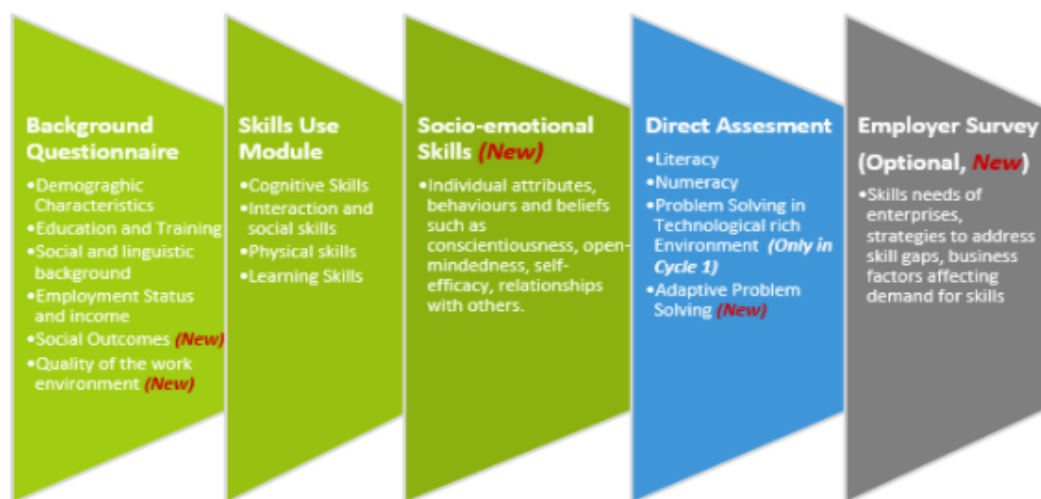 Background
Questionnaire
•Demographic
Characteristics
•Education and Training
•Social and linguistic
background
•Employment Status
and income
•Social Outcomes (New)
•Quality of the work
environment (New)
Skills Use
Module
•Cognitive Skills
•Interaction and
social skills
•Physical skills
•Learning Skills
Socio-emotional
Skills (New)
•Individual attributes,
behaviours and beliefs
such as
conscientiousness, open-
mindedness, self-
efficacy, relationships
with others.
Direct Assesment
•Literacy
•Numeracy
•Problem Solving in
Technological rich
Environment (Only in
Cycle 1)
•Adaptive Problem
Solving (New)
Employer Survey
(Optional, New)
•Skills needs of
enterprises,
strategies to address
skill gaps, business
factors affecting
demand for skills